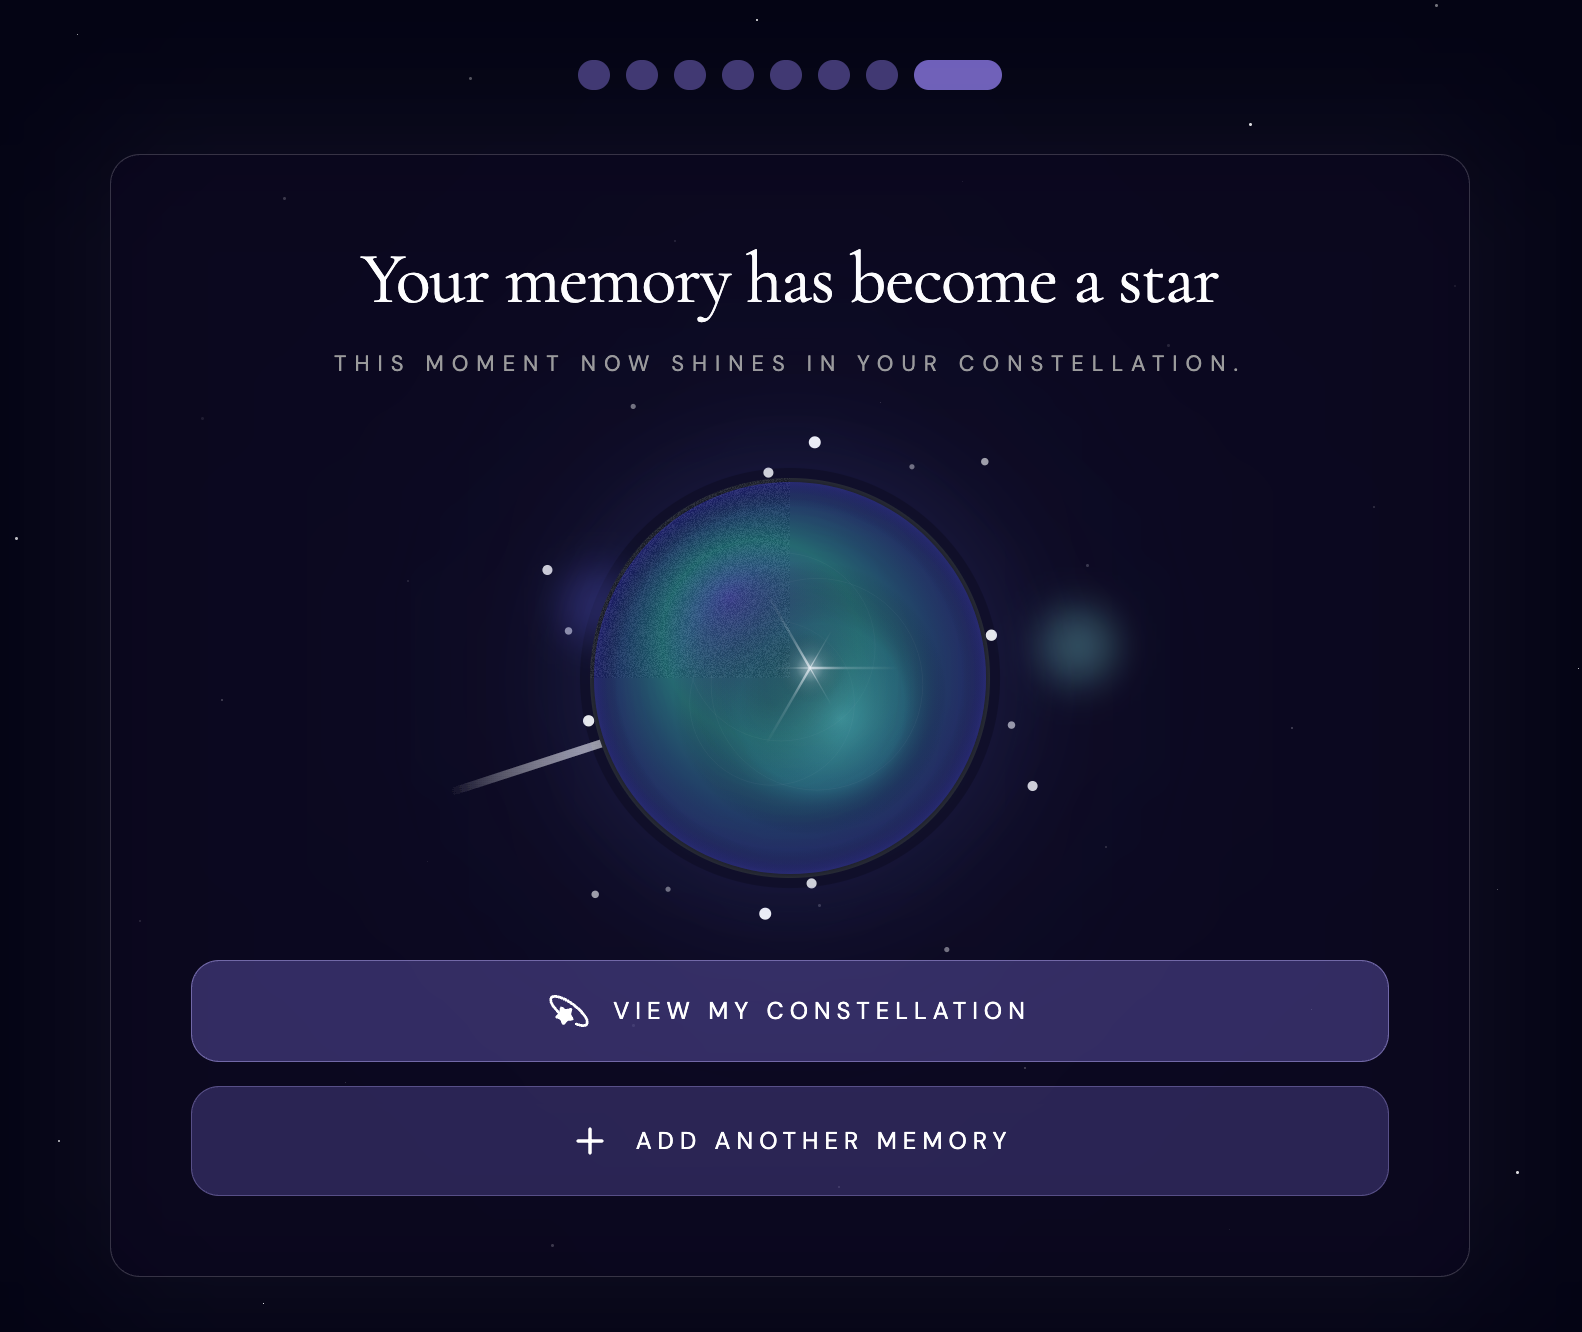 Your memory has become a star
THIS MOMENT NOW SHINES IN YOUR CONSTELLATION.
VIEW MY CONSTELLATION
ADD ANOTHER MEMORY